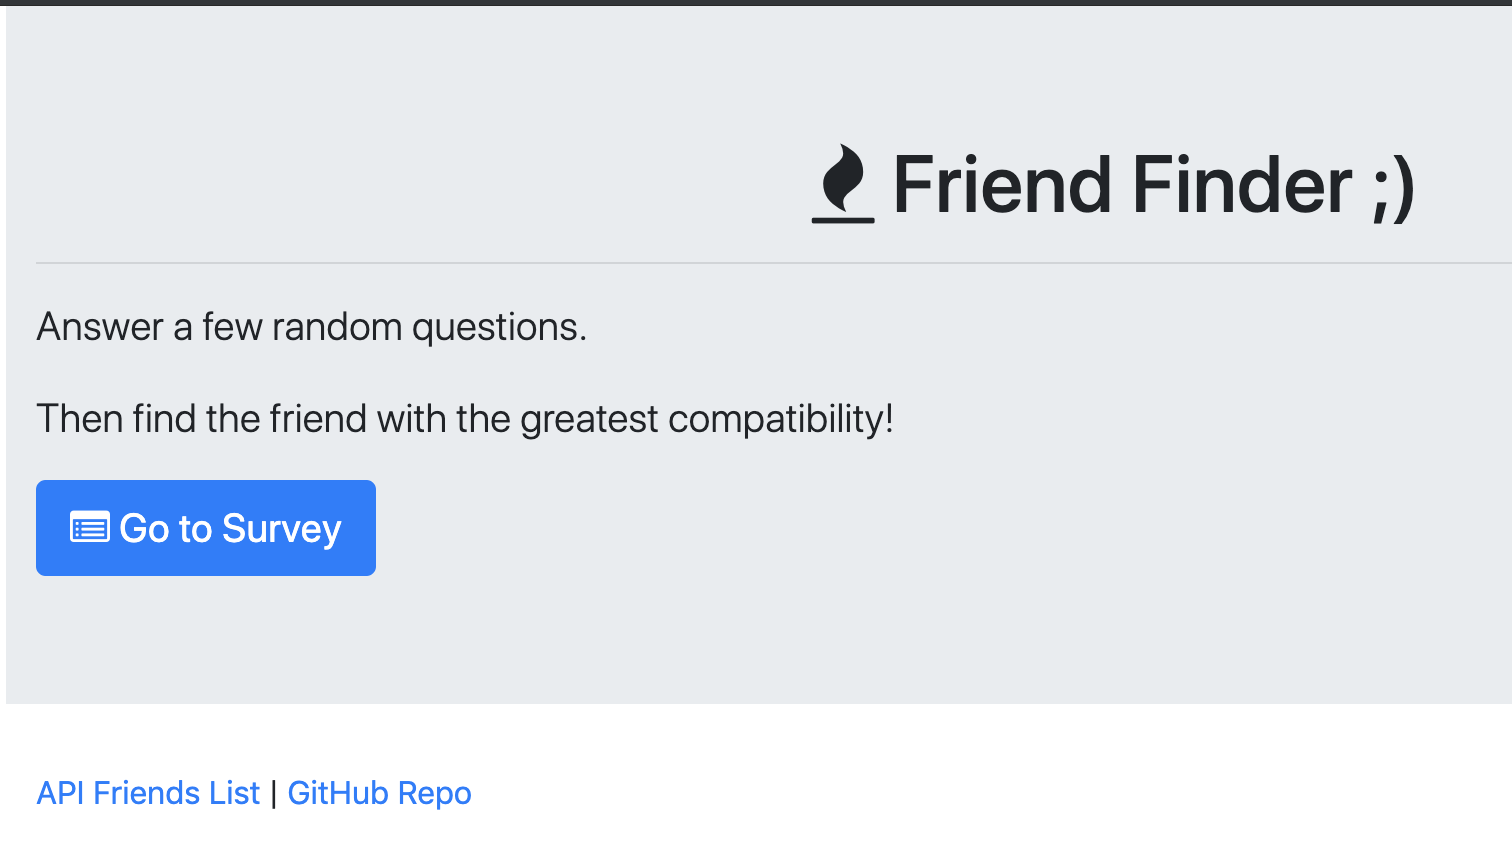 Friend Finder ;)
Answer a few random questions.
Then find the friend with the greatest compatibility!
Go to Survey
API Friends List | GitHub Repo